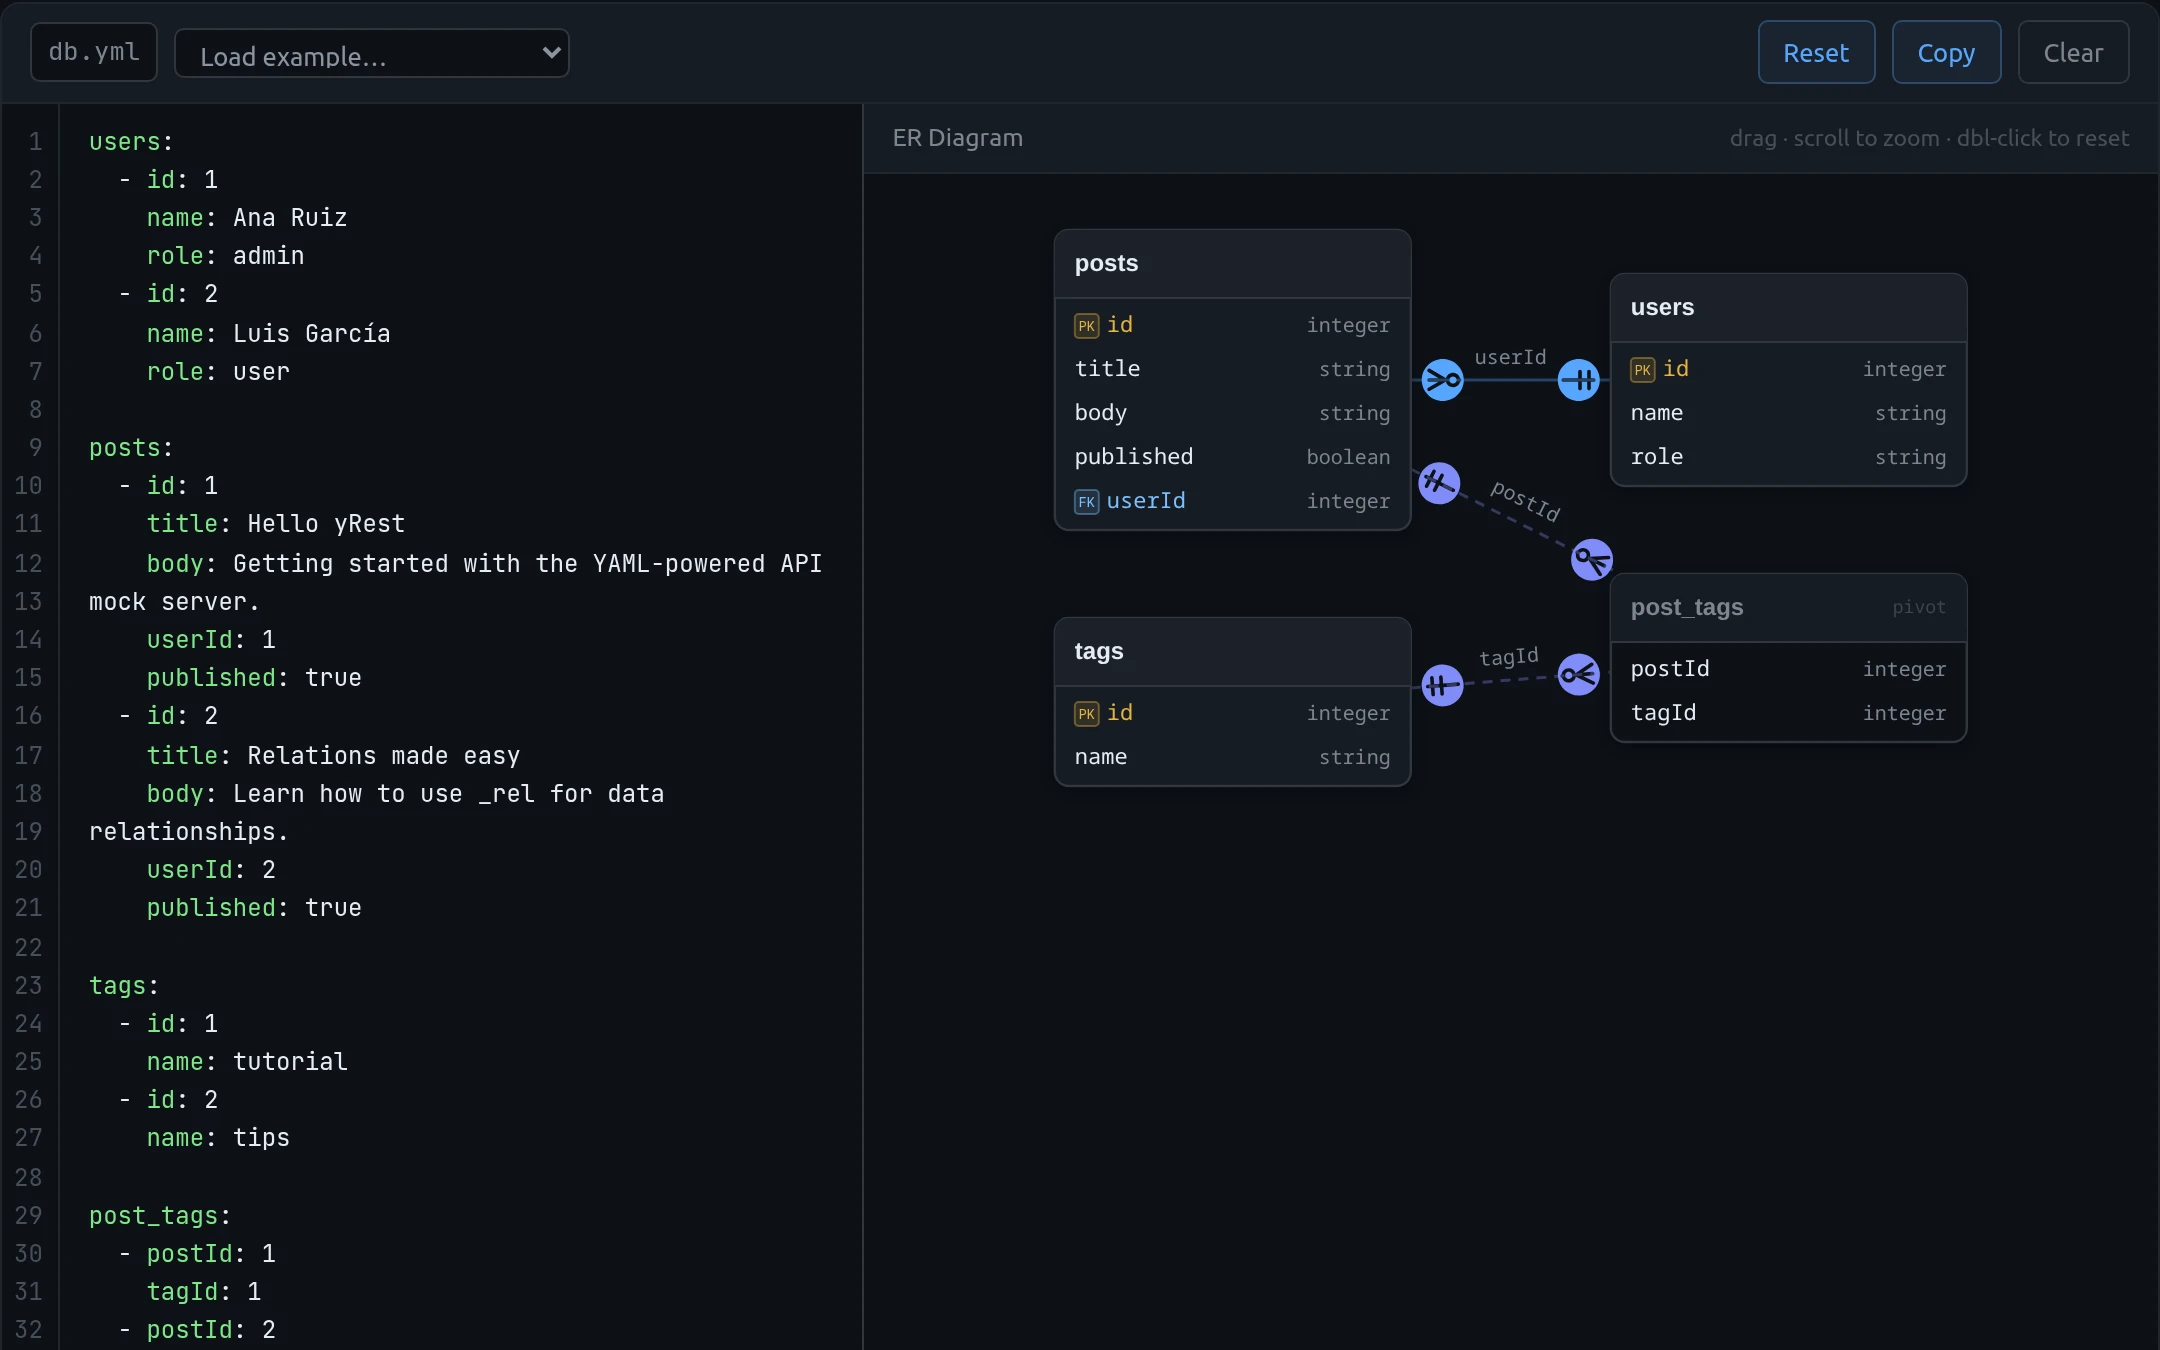 db.yml
Load example…
Reset
Copy
Clear
1 users:
2 - id: 1
3 name: Ana Ruiz
4 role: admin
5 - id: 2
6 name: Luis García
7 role: user
8
9 posts:
10 - id: 1
11 title: Hello yRest
12 body: Getting started with the YAML-powered API
13 mock server.
14 userId: 1
15 published: true
16 - id: 2
17 title: Relations made easy
18 body: Learn how to use _rel for data
19 relationships.
20 userId: 2
21 published: true
22
23 tags:
24 - id: 1
25 name: tutorial
26 - id: 2
27 name: tips
28
29 post_tags:
30 - postId: 1
31 tagId: 1
32 - postId: 2
ER Diagram
drag · scroll to zoom · dbl-click to reset
posts
PK id integer
title string
body string
published boolean
FK userId integer
userId
users
PK id integer
name string
role string
postId
tags
PK id integer
name string
tagId
post_tags pivot
postId integer
tagId integer